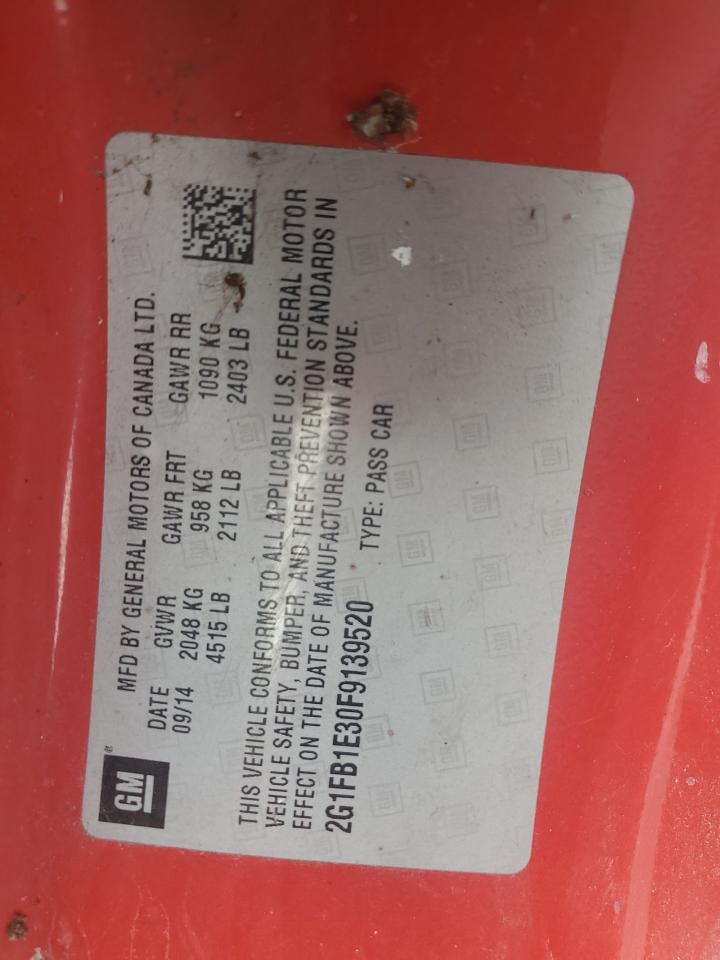 GM
MFD BY GENERAL MOTORS OF CANADA LTD.
DATE GVWR GAWR FRT GAWR RR
09/14 2048 KG 958 KG 1090 KG
4515 LB 2112 LB 2403 LB
THIS VEHICLE CONFORMS TO ALL APPLICABLE U.S. FEDERAL MOTOR
VEHICLE SAFETY, BUMPER, AND THEFT PREVENTION STANDARDS IN
EFFECT ON THE DATE OF MANUFACTURE SHOWN ABOVE.
2G1FB1E30F9139520 TYPE: PASS CAR